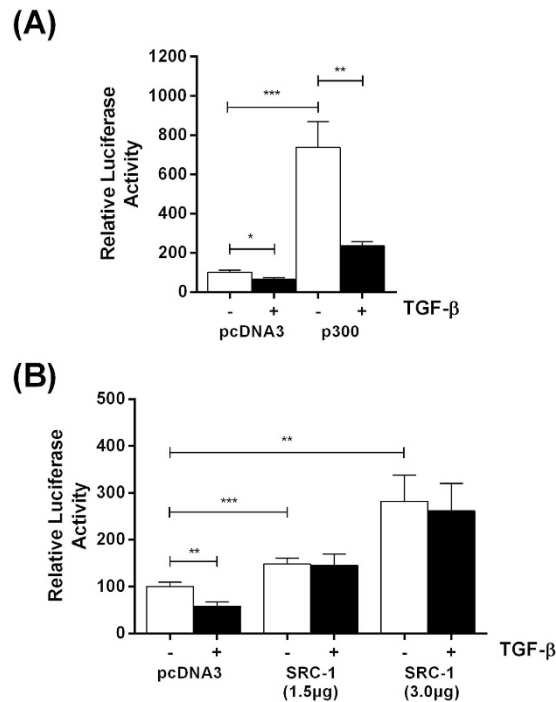 (A)
Relative Luciferase
Activity
1200
1000
800
600
400
200
0
***
**
*
- + - + TGF-β
pcDNA3 p300
(B)
Relative Luciferase
Activity
500
400
300
200
100
0
**
***
**
- + - + - + TGF-β
pcDNA3 SRC-1 SRC-1
(1.5μg) (3.0μg)